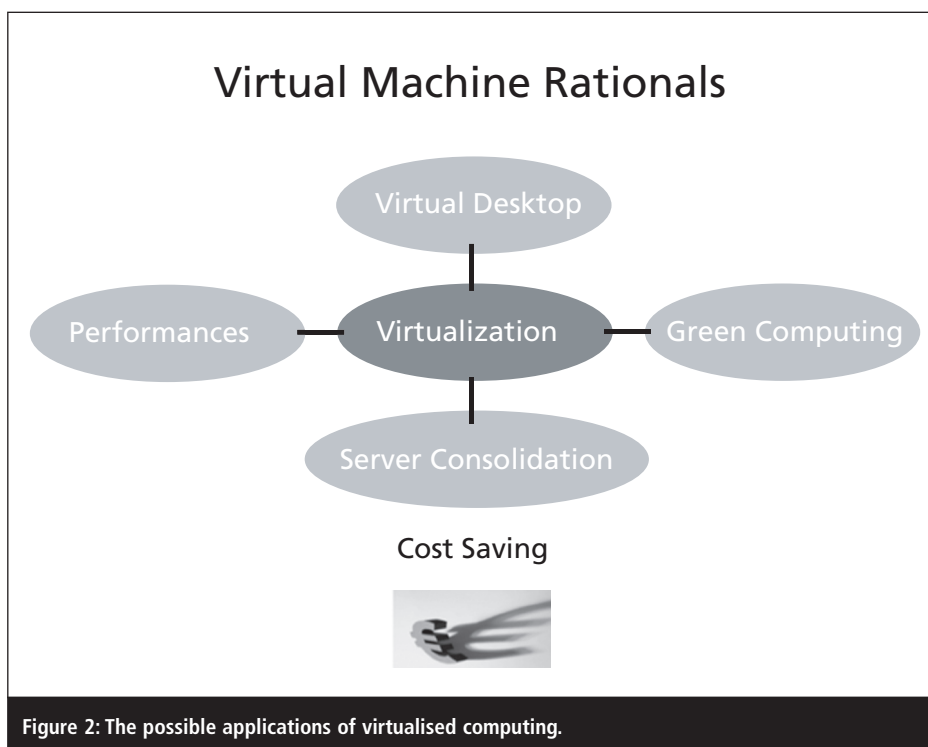 Virtual Machine Rationals
Virtual Desktop
Performances
Virtualization
Green Computing
Server Consolidation
Cost Saving
Figure 2: The possible applications of virtualised computing.